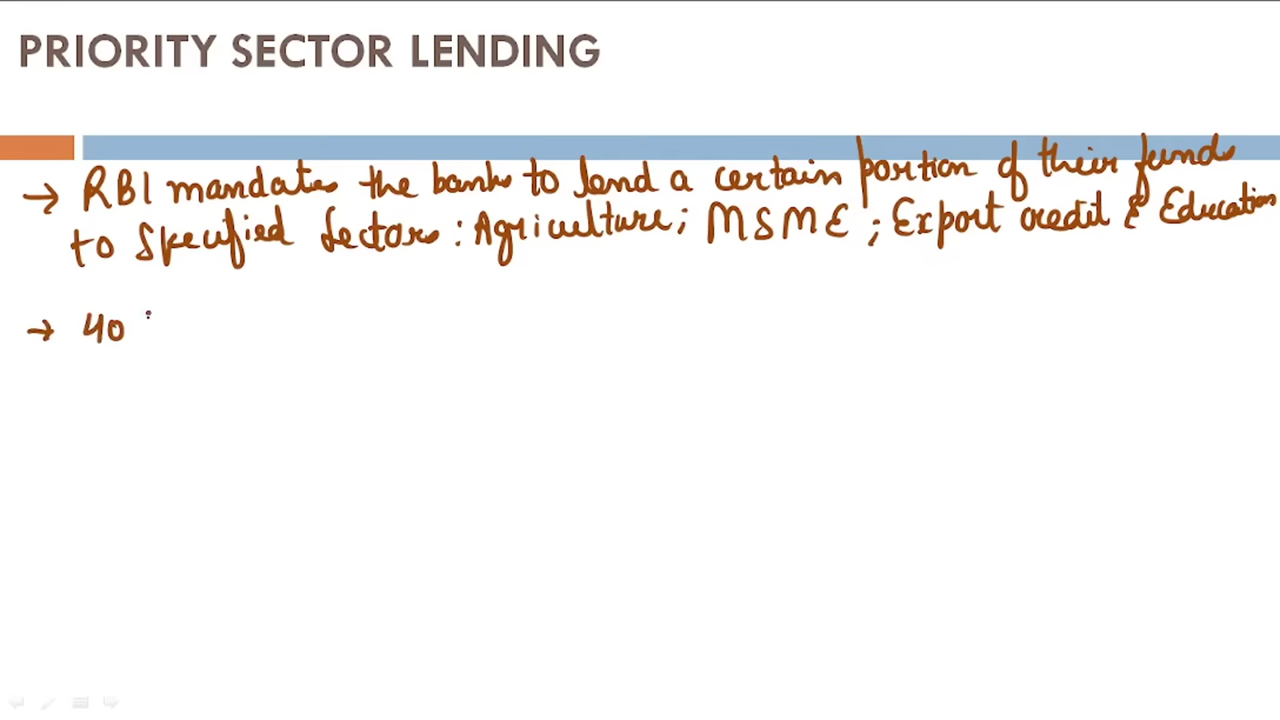 PRIORITY SECTOR LENDING
→ RBI mandates the banks to lend a certain portion of their funds
to Specified Sectors : Agriculture ; MSME ; Export credit & Education
→ 40